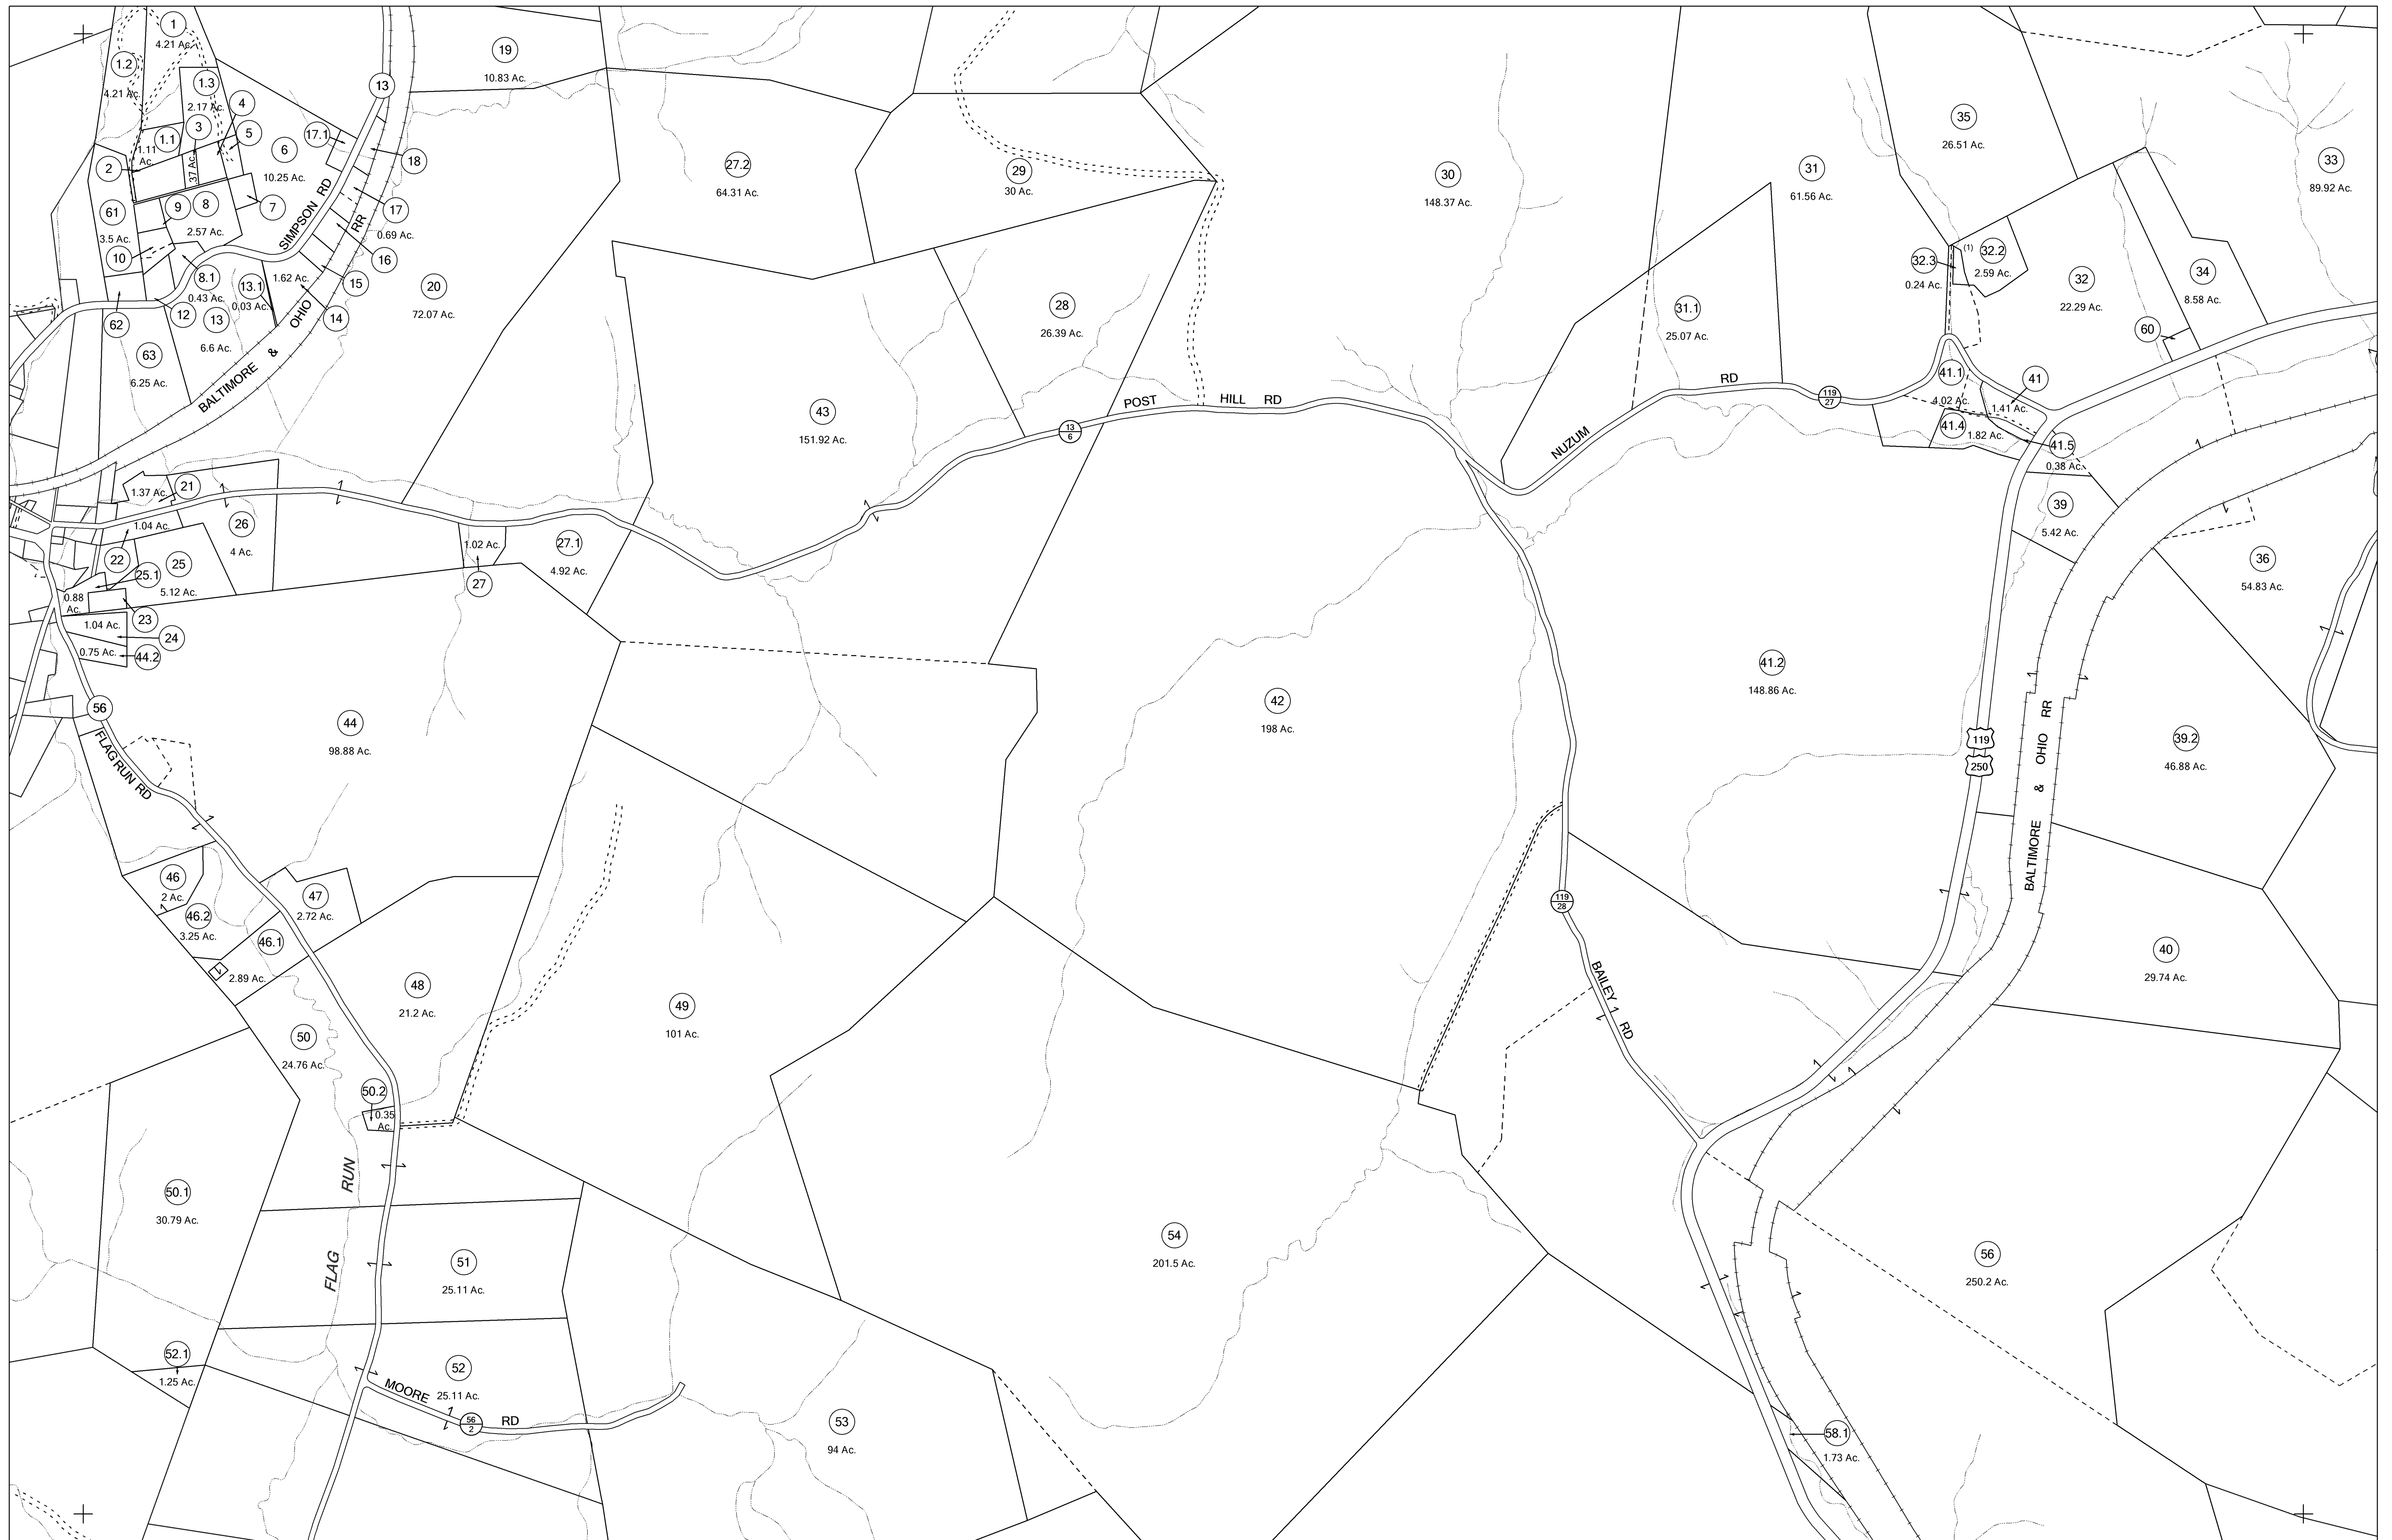 1
4.21 Ac.
1.2
4.21 Ac.
1.3
2.17 Ac.
4
3
5
1.1
1.11
Ac.
2
.37 Ac.
6
10.25 Ac.
17.1
13
18
19
10.83 Ac.
SIMPSON RD
7
17
RR
0.69 Ac.
61
3.5 Ac.
9
8
2.57 Ac.
10
16
8.1
0.43 Ac.
13.1
0.03 Ac.
1.62 Ac.
15
14
12
13
6.6 Ac.
62
63
6.25 Ac.
BALTIMORE & OHIO
20
72.07 Ac.
27.2
64.31 Ac.
29
30 Ac.
28
26.39 Ac.
30
148.37 Ac.
31
61.56 Ac.
31.1
25.07 Ac.
35
26.51 Ac.
33
89.92 Ac.
32.3
0.24 Ac.
(1)
32.2
2.59 Ac.
32
22.29 Ac.
34
8.58 Ac.
60
43
151.92 Ac.
13
6
POST HILL RD
NUZUM RD
119
27
41.1
4.02 Ac.
41
1.41 Ac.
41.4
1.82 Ac.
41.5
0.38 Ac.
39
5.42 Ac.
36
54.83 Ac.
21
1.37 Ac.
1.04 Ac.
22
26
4 Ac.
25
5.12 Ac.
25.1
0.88
Ac.
23
1.04 Ac.
24
0.75 Ac.
44.2
1.02 Ac.
27
27.1
4.92 Ac.
56
FLAG RUN RD
44
98.88 Ac.
42
198 Ac.
41.2
148.86 Ac.
119
250
BALTIMORE & OHIO RR
39.2
46.88 Ac.
46
2 Ac.
46.2
3.25 Ac.
47
2.72 Ac.
46.1
2.89 Ac.
48
21.2 Ac.
49
101 Ac.
119
28
BAILEY 1 RD
40
29.74 Ac.
50
24.76 Ac.
50.2
0.35
Ac.
50.1
30.79 Ac.
FLAG RUN
51
25.11 Ac.
54
201.5 Ac.
56
250.2 Ac.
52.1
1.25 Ac.
52
25.11 Ac.
MOORE RD
56
2
53
94 Ac.
58.1
1.73 Ac.